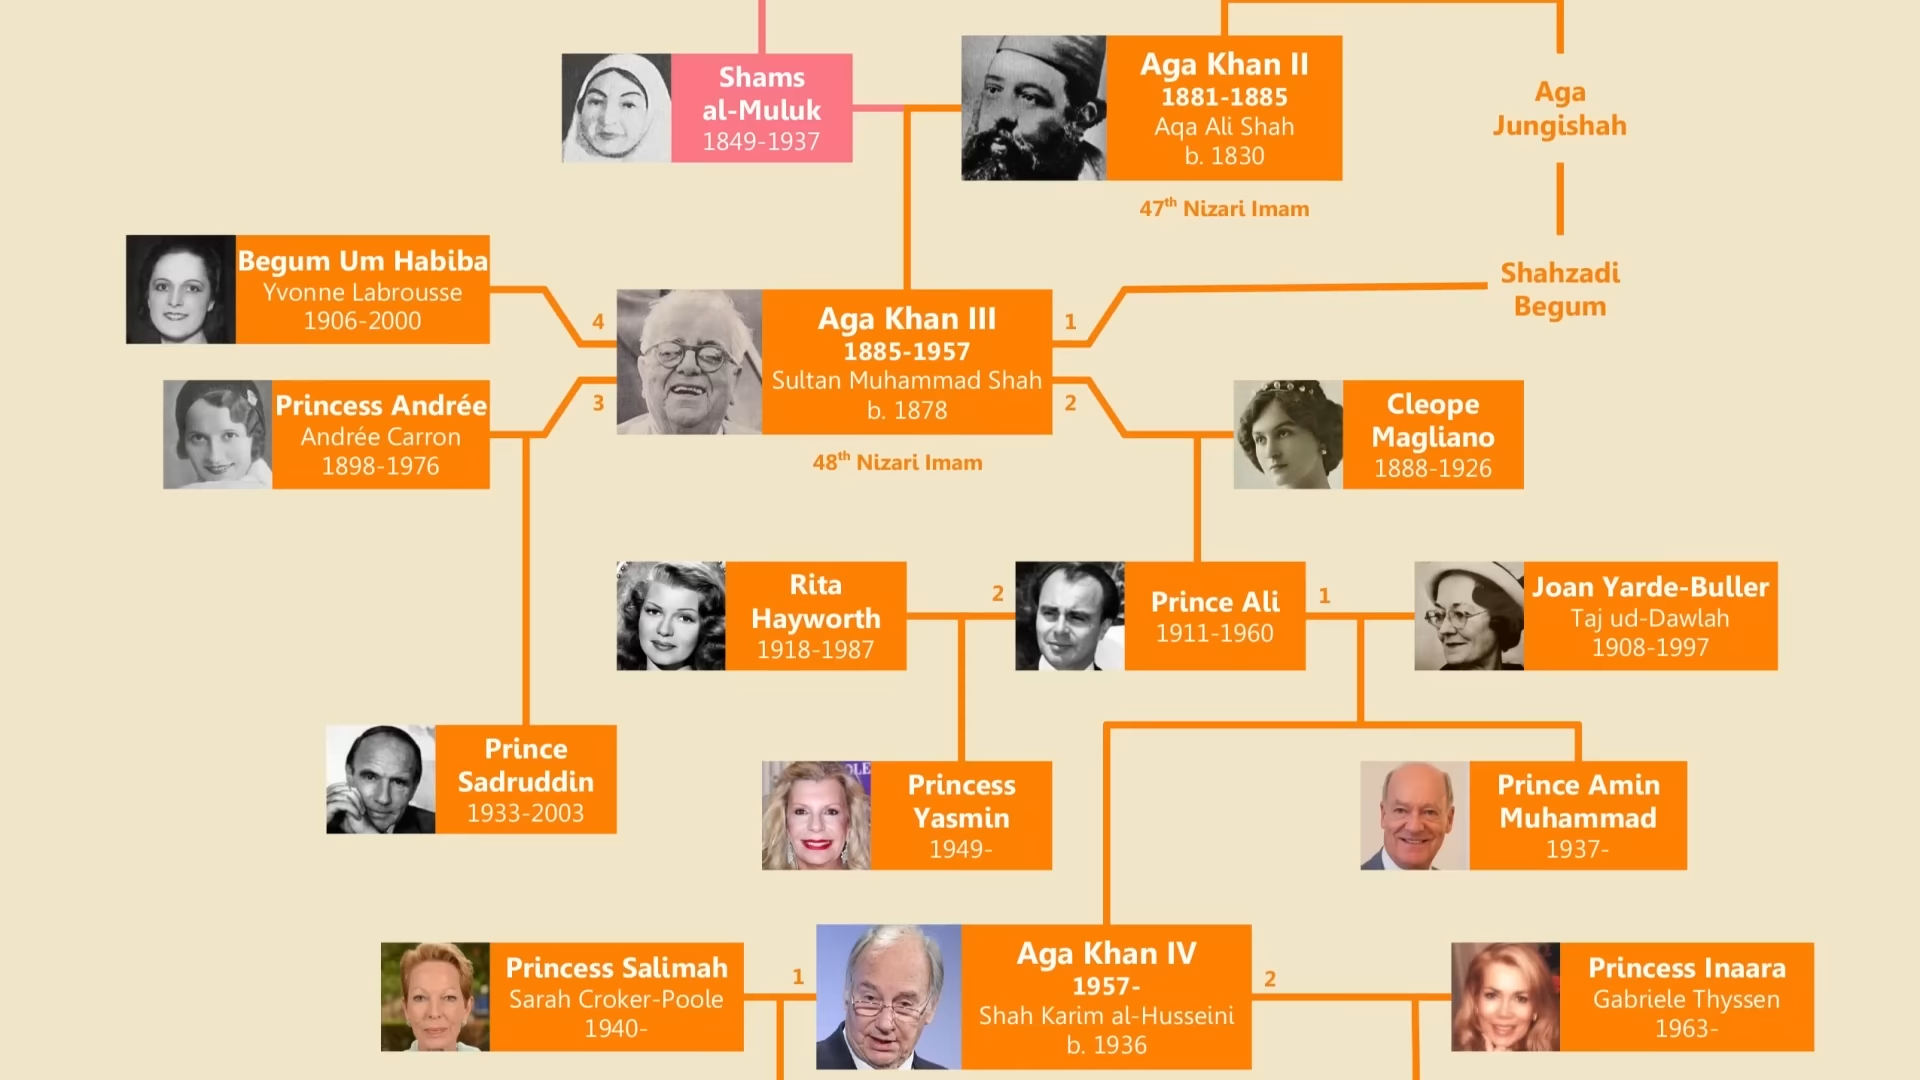 Shams
al-Muluk
1849-1937
Aga Khan II
1881-1885
Aqa Ali Shah
b. 1830
47th Nizari Imam
Aga
Jungishah
Shahzadi
Begum
Begum Um Habiba
Yvonne Labrousse
1906-2000
4
Aga Khan III
1885-1957
Sultan Muhammad Shah
b. 1878
1
Princess Andrée
Andrée Carron
1898-1976
3
2
48th Nizari Imam
Cleope
Magliano
1888-1926
Rita
Hayworth
1918-1987
2
Prince Ali
1911-1960
1
Joan Yarde-Buller
Taj ud-Dawlah
1908-1997
Prince
Sadruddin
1933-2003
Princess
Yasmin
1949-
Prince Amin
Muhammad
1937-
Princess Salimah
Sarah Croker-Poole
1940-
1
Aga Khan IV
1957-
Shah Karim al-Husseini
b. 1936
2
Princess Inaara
Gabriele Thyssen
1963-